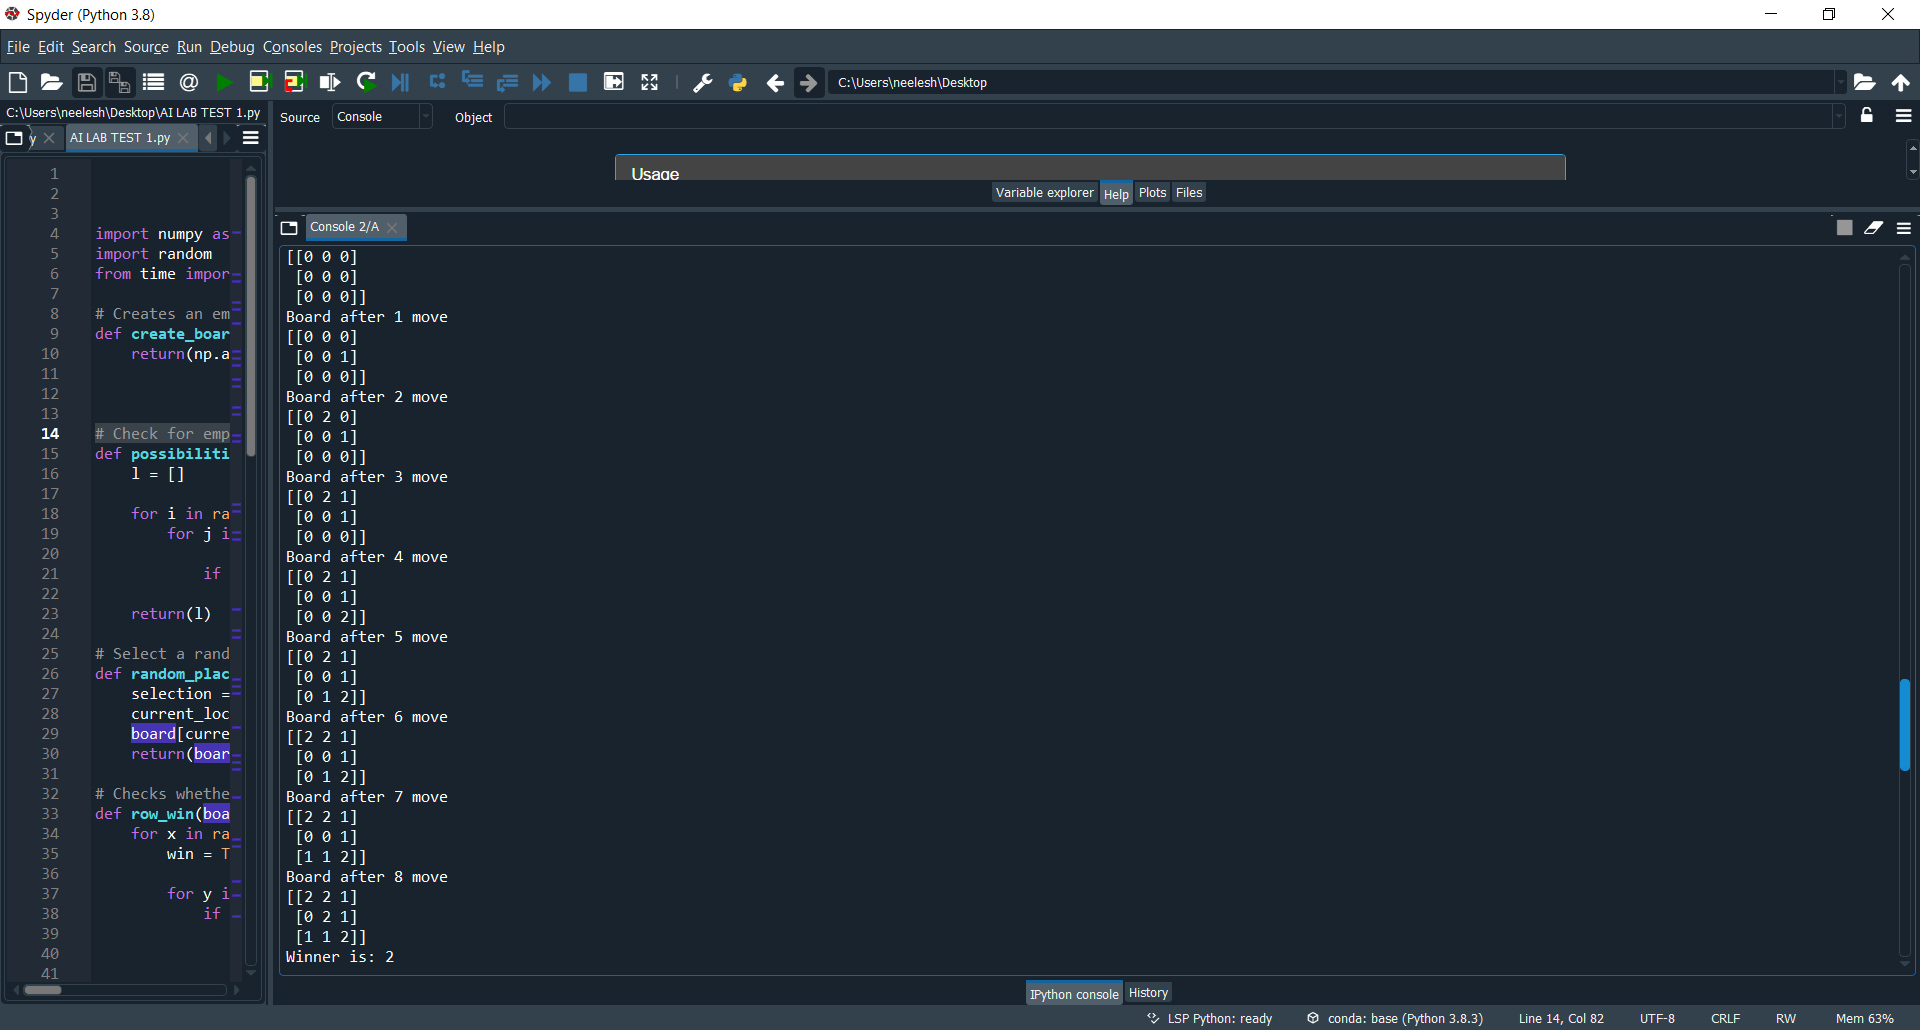 Spyder (Python 3.8)
File Edit Search Source Run Debug Consoles Projects Tools View Help
C:\Users\neelesh\Desktop
C:\Users\neelesh\Desktop\AI LAB TEST 1.py
y AI LAB TEST 1.py
1
2
3
4 import numpy as
5 import random
6 from time impor
7
8 # Creates an em
9 def create_boar
10 return(np.a
11
12
13
14 # Check for emp
15 def possibiliti
16 l = []
17
18 for i in ra
19 for j i
20
21 if
22
23 return(l)
24
25 # Select a rand
26 def random_plac
27 selection =
28 current_loc
29 board[curre
30 return(boar
31
32 # Checks whethe
33 def row_win(boa
34 for x in ra
35 win = T
36
37 for y i
38 if
39
40
41
Source Console Object
Usage
Variable explorer Help Plots Files
Console 2/A
[[0 0 0]
[0 0 0]
[0 0 0]]
Board after 1 move
[[0 0 0]
[0 0 1]
[0 0 0]]
Board after 2 move
[[0 2 0]
[0 0 1]
[0 0 0]]
Board after 3 move
[[0 2 1]
[0 0 1]
[0 0 0]]
Board after 4 move
[[0 2 1]
[0 0 1]
[0 0 2]]
Board after 5 move
[[0 2 1]
[0 0 1]
[0 1 2]]
Board after 6 move
[[2 2 1]
[0 0 1]
[0 1 2]]
Board after 7 move
[[2 2 1]
[0 0 1]
[1 1 2]]
Board after 8 move
[[2 2 1]
[0 2 1]
[1 1 2]]
Winner is: 2
IPython console History
LSP Python: ready conda: base (Python 3.8.3) Line 14, Col 82 UTF-8 CRLF RW Mem 63%